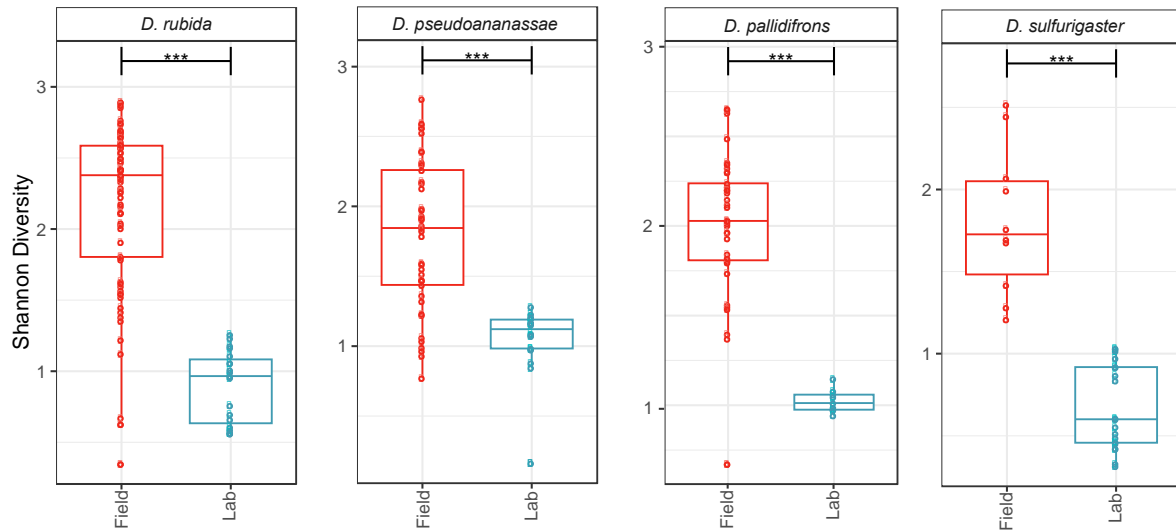 D. rubida
D. pseudoananassae
D. pallidifrons
D. sulfurigaster
***
***
***
***
Shannon Diversity
3
2
1
3
2
1
3
2
1
2
1
Field
Lab
Field
Lab
Field
Lab
Field
Lab